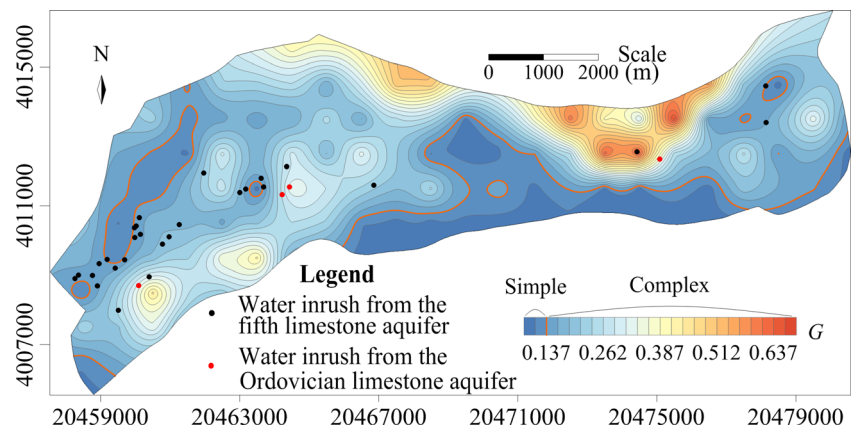 4015000
4011000
4007000
N
Scale
0 1000 2000 (m)
Legend
Water inrush from the
fifth limestone aquifer
Water inrush from the
Ordovician limestone aquifer
Simple Complex
G
0.137 0.262 0.387 0.512 0.637
20459000 20463000 20467000 20471000 20475000 20479000